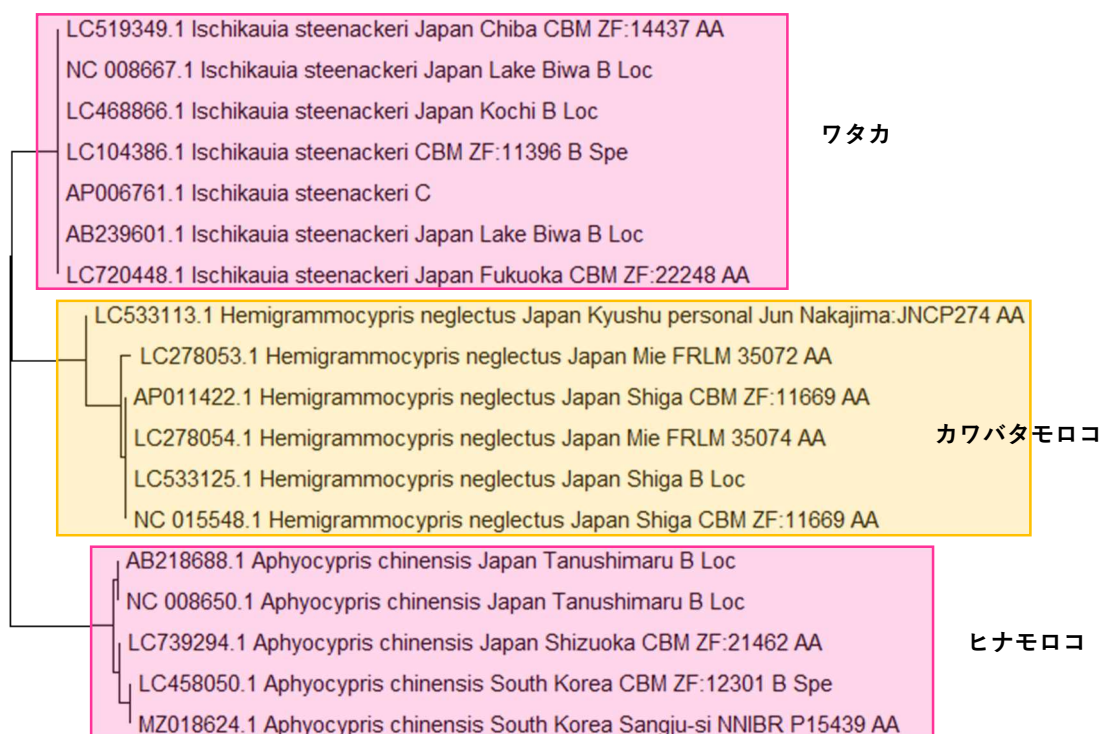 LC519349.1 Ischikauia steenackeri Japan Chiba CBM ZF:14437 AA
NC 008667.1 Ischikauia steenackeri Japan Lake Biwa B Loc
LC468866.1 Ischikauia steenackeri Japan Kochi B Loc
ワタカ
LC104386.1 Ischikauia steenackeri CBM ZF:11396 B Spe
AP006761.1 Ischikauia steenackeri C
AB239601.1 Ischikauia steenackeri Japan Lake Biwa B Loc
LC720448.1 Ischikauia steenackeri Japan Fukuoka CBM ZF:22248 AA
LC533113.1 Hemigrammocypris neglectus Japan Kyushu personal Jun Nakajima:JNCP274 AA
LC278053.1 Hemigrammocypris neglectus Japan Mie FRLM 35072 AA
AP011422.1 Hemigrammocypris neglectus Japan Shiga CBM ZF:11669 AA
LC278054.1 Hemigrammocypris neglectus Japan Mie FRLM 35074 AA
カワバタモロコ
LC533125.1 Hemigrammocypris neglectus Japan Shiga B Loc
NC 015548.1 Hemigrammocypris neglectus Japan Shiga CBM ZF:11669 AA
AB218688.1 Aphyocypris chinensis Japan Tanushimaru B Loc
NC 008650.1 Aphyocypris chinensis Japan Tanushimaru B Loc
LC739294.1 Aphyocypris chinensis Japan Shizuoka CBM ZF:21462 AA
ヒナモロコ
LC458050.1 Aphyocypris chinensis South Korea CBM ZF:12301 B Spe
MZ018624.1 Aphyocypris chinensis South Korea Sangju-si NNIBR P15439 AA